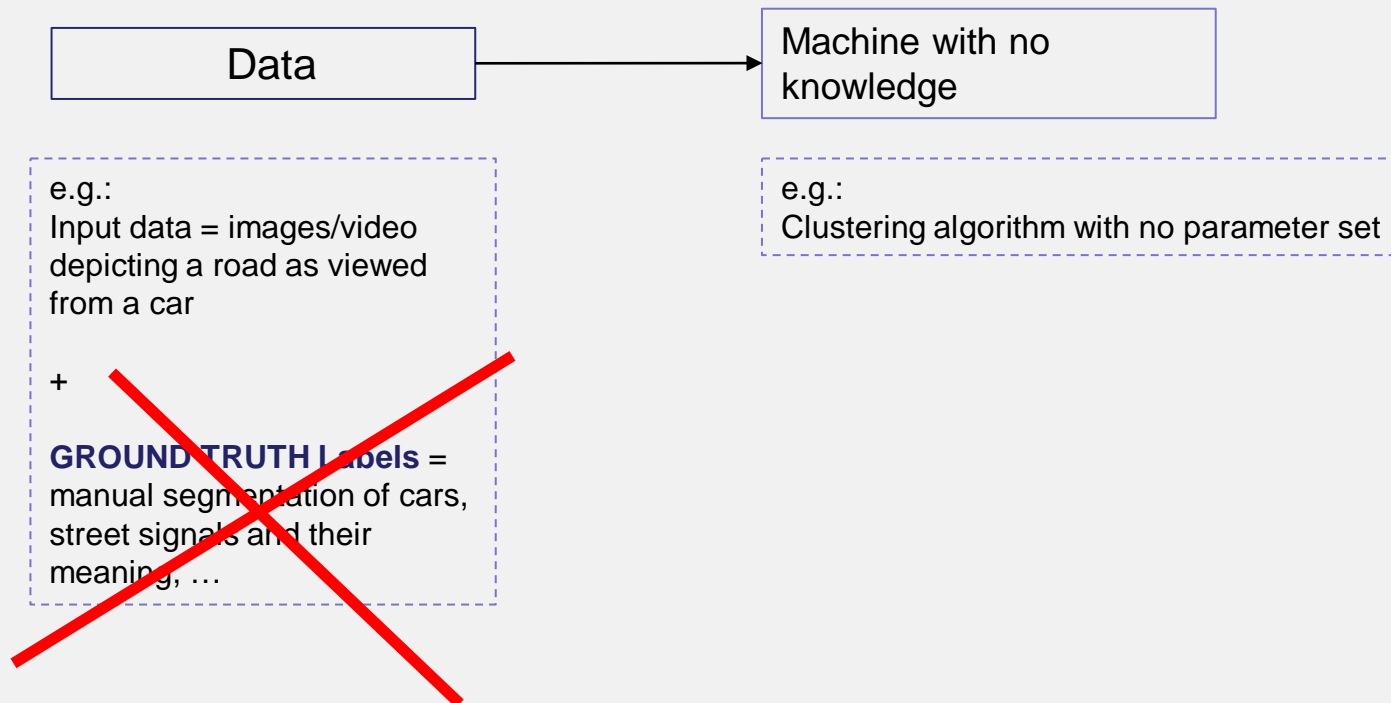 Data
Machine with no
knowledge
e.g.:
Input data = images/video
depicting a road as viewed
from a car
+
GROUND TRUTH Labels =
manual segmentation of cars,
street signals and their
meaning, …
e.g.:
Clustering algorithm with no parameter set